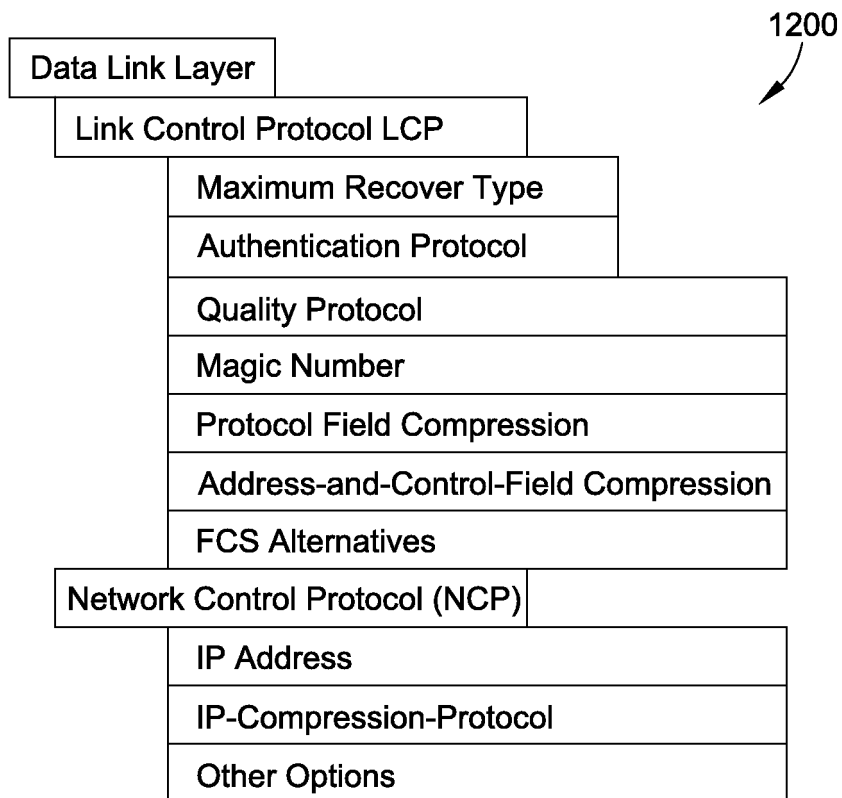 1200
Data Link Layer
Link Control Protocol LCP
Maximum Recover Type
Authentication Protocol
Quality Protocol
Magic Number
Protocol Field Compression
Address-and-Control-Field Compression
FCS Alternatives
Network Control Protocol (NCP)
IP Address
IP-Compression-Protocol
Other Options